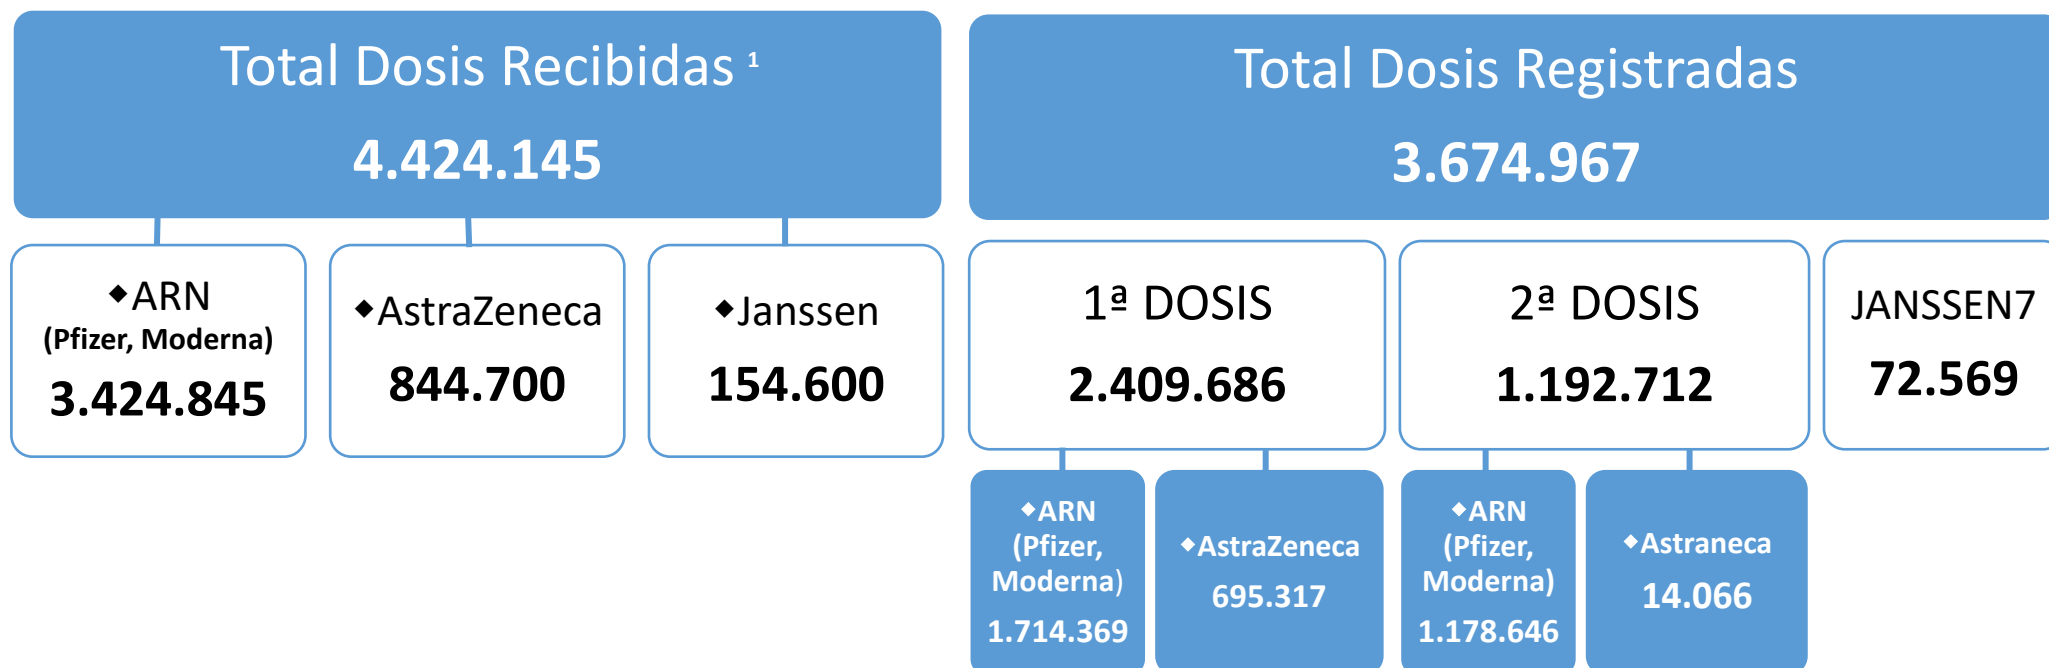 Total Dosis Recibidas 1
4.424.145
◆ARN
(Pfizer, Moderna)
3.424.845
◆AstraZeneca
844.700
◆Janssen
154.600
Total Dosis Registradas
3.674.967
1ª DOSIS
2.409.686
2ª DOSIS
1.192.712
JANSSEN7
72.569
◆ARN
(Pfizer,
Moderna)
1.714.369
◆AstraZeneca
695.317
◆ARN
(Pfizer,
Moderna)
1.178.646
◆Astraneca
14.066